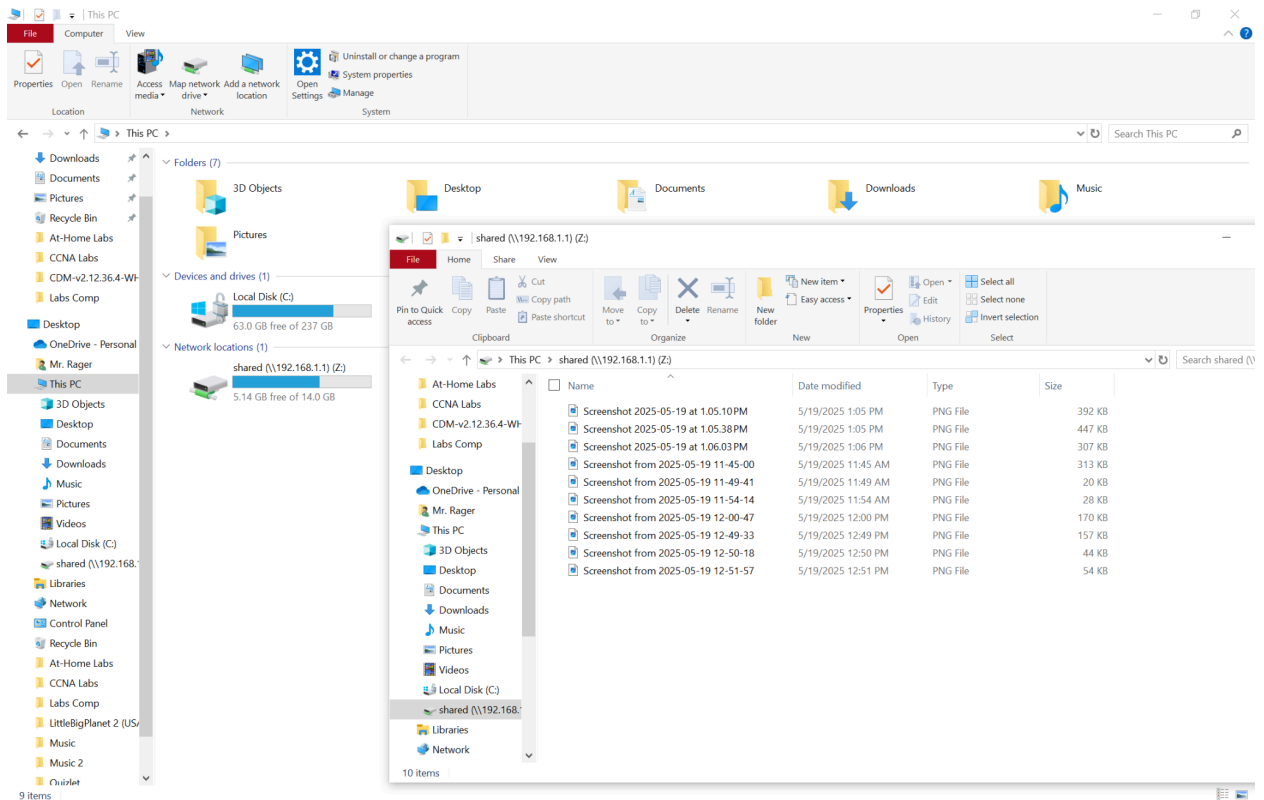 This PC
File Computer View
Properties Open Rename Access media Map network drive Add a network location Open Settings Uninstall or change a program
System properties
Manage
Location Network System
This PC
Search This PC
Downloads
Documents
Pictures
Recycle Bin
At-Home Labs
CCNA Labs
CDM-v2.12.36.4-WH
Labs Comp
Desktop
OneDrive - Personal
Mr. Rager
This PC
3D Objects
Desktop
Documents
Downloads
Music
Pictures
Videos
Local Disk (C:)
shared (\\192.168.
Libraries
Network
Control Panel
Recycle Bin
At-Home Labs
CCNA Labs
Labs Comp
LittleBigPlanet 2 (USA
Music
Music 2
Quizlet
9 items
Folders (7)
3D Objects
Desktop
Documents
Downloads
Music
Pictures
Devices and drives (1)
Local Disk (C:)
63.0 GB free of 237 GB
Network locations (1)
shared (\\192.168.1.1) (Z:)
5.14 GB free of 14.0 GB
shared (\\192.168.1.1) (Z:)
File Home Share View
Pin to Quick access Copy Paste
Cut
Copy path
Paste shortcut
Move to Copy to Delete Rename
New folder
New item
Easy access
Properties
Open
Edit
History
Select all
Select none
Invert selection
Clipboard Organize New Open Select
This PC shared (\\192.168.1.1) (Z:)
Search shared (\\
At-Home Labs
CCNA Labs
CDM-v2.12.36.4-WH
Labs Comp
Desktop
OneDrive - Personal
Mr. Rager
This PC
3D Objects
Desktop
Documents
Downloads
Music
Pictures
Videos
Local Disk (C:)
shared (\\192.168.
Libraries
Network
10 items
Name Date modified Type Size
Screenshot 2025-05-19 at 1.05.10 PM 5/19/2025 1:05 PM PNG File 392 KB
Screenshot 2025-05-19 at 1.05.38 PM 5/19/2025 1:05 PM PNG File 447 KB
Screenshot 2025-05-19 at 1.06.03 PM 5/19/2025 1:06 PM PNG File 307 KB
Screenshot from 2025-05-19 11-45-00 5/19/2025 11:45 AM PNG File 313 KB
Screenshot from 2025-05-19 11-49-41 5/19/2025 11:49 AM PNG File 20 KB
Screenshot from 2025-05-19 11-54-14 5/19/2025 11:54 AM PNG File 28 KB
Screenshot from 2025-05-19 12-00-47 5/19/2025 12:00 PM PNG File 170 KB
Screenshot from 2025-05-19 12-49-33 5/19/2025 12:49 PM PNG File 157 KB
Screenshot from 2025-05-19 12-50-18 5/19/2025 12:50 PM PNG File 44 KB
Screenshot from 2025-05-19 12-51-57 5/19/2025 12:51 PM PNG File 54 KB